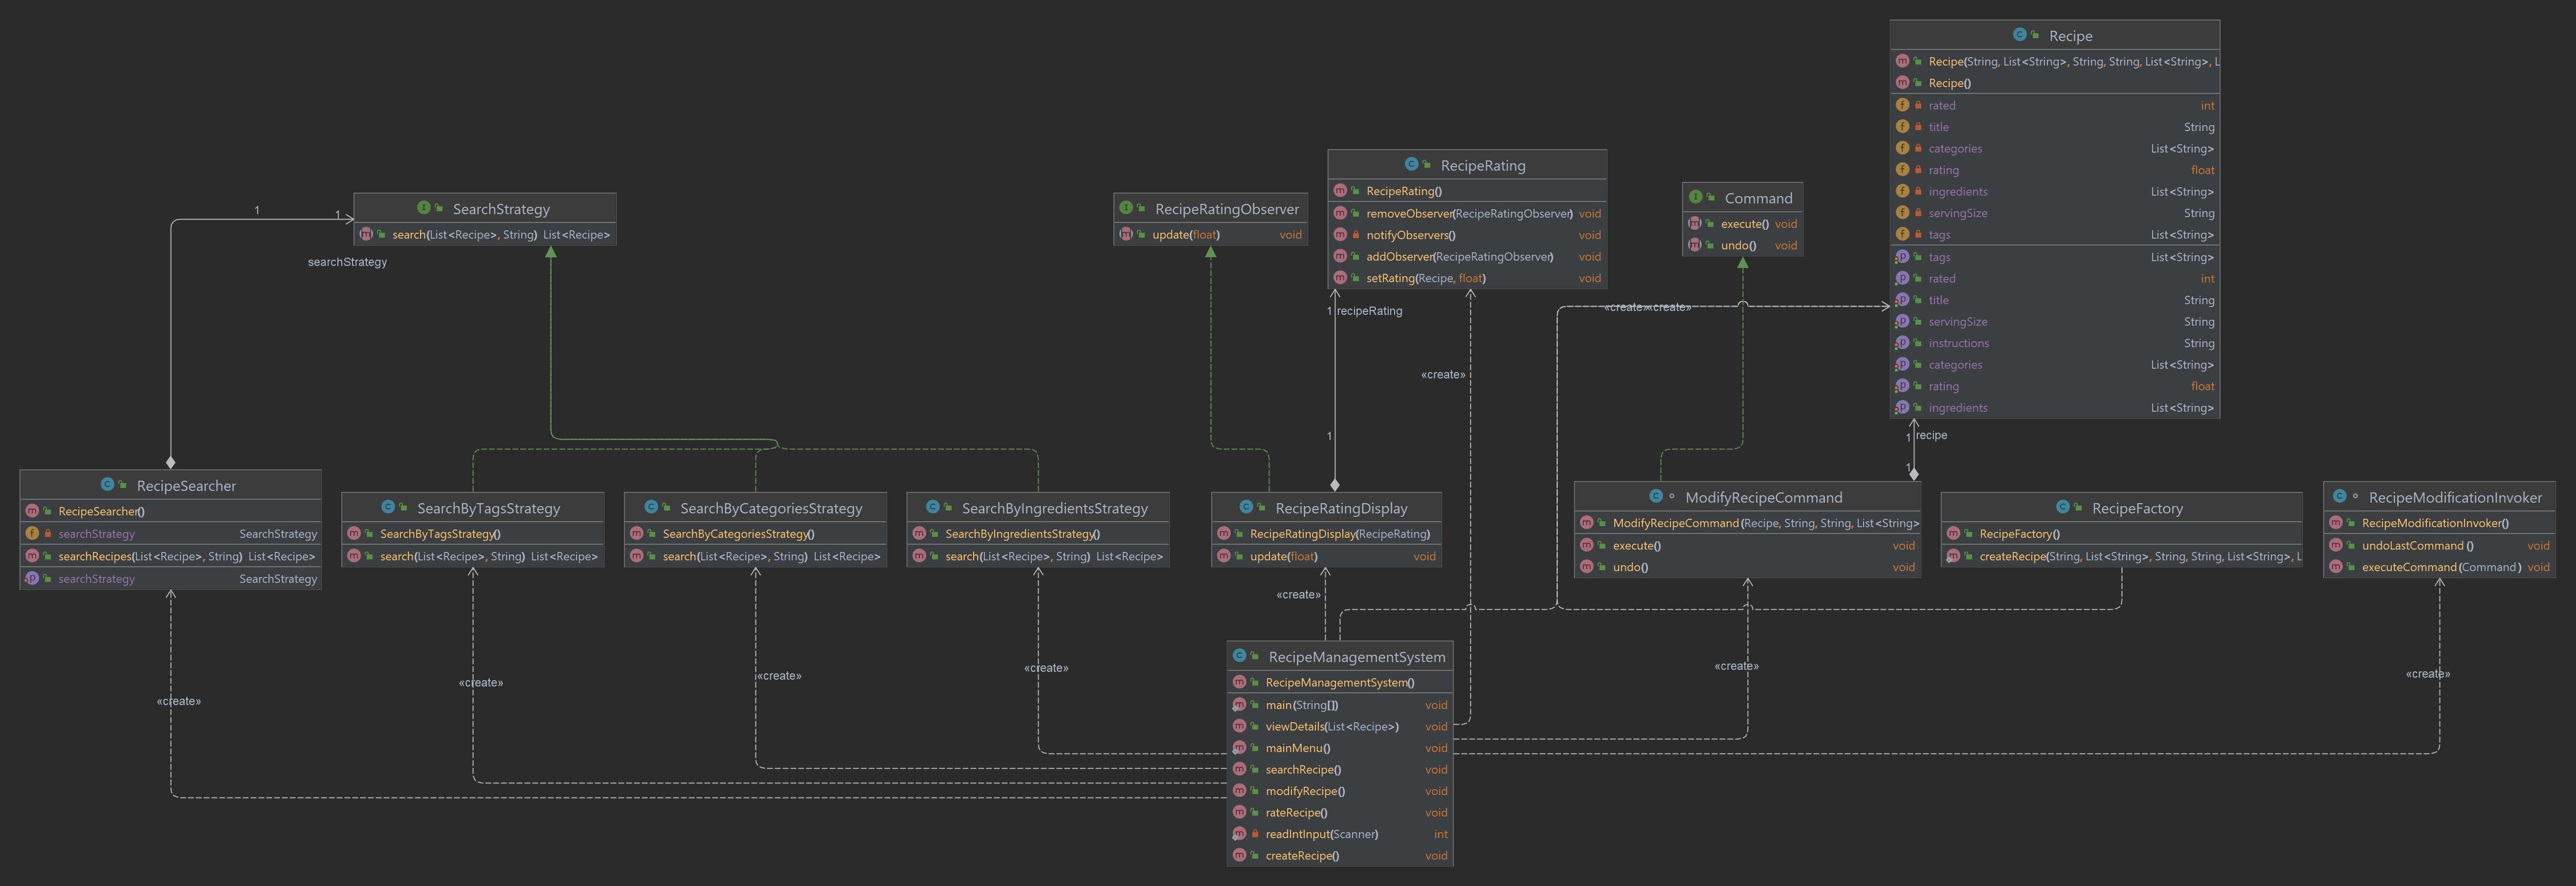 Recipe
Recipe(String, List<String>, String, String, List<String>, L
Recipe()
rated int
title String
categories List<String>
rating float
ingredients List<String>
servingSize String
tags List<String>
tags List<String>
rated int
title String
servingSize String
instructions String
categories List<String>
rating float
ingredients List<String>
RecipeRating
RecipeRating()
removeObserver(RecipeRatingObserver) void
notifyObservers() void
addObserver(RecipeRatingObserver) void
setRating(Recipe, float) void
Command
execute() void
undo() void
SearchStrategy
search(List<Recipe>, String) List<Recipe>
RecipeRatingObserver
update(float) void
1
1
searchStrategy
1 recipeRating
«create»«create»
«create»
1
1 recipe
1
RecipeSearcher
RecipeSearcher()
searchStrategy SearchStrategy
searchRecipes(List<Recipe>, String) List<Recipe>
searchStrategy SearchStrategy
SearchByTagsStrategy
SearchByTagsStrategy()
search(List<Recipe>, String) List<Recipe>
SearchByCategoriesStrategy
SearchByCategoriesStrategy()
search(List<Recipe>, String) List<Recipe>
SearchByIngredientsStrategy
SearchByIngredientsStrategy()
search(List<Recipe>, String) List<Recipe>
RecipeRatingDisplay
RecipeRatingDisplay(RecipeRating)
update(float) void
ModifyRecipeCommand
ModifyRecipeCommand(Recipe, String, String, List<String>
execute() void
undo() void
RecipeFactory
RecipeFactory()
createRecipe(String, List<String>, String, String, List<String>, L
RecipeModificationInvoker
RecipeModificationInvoker()
undoLastCommand() void
executeCommand(Command) void
«create»
«create»
«create»
«create»
«create»
«create»
«create»
RecipeManagementSystem
RecipeManagementSystem()
main(String[]) void
viewDetails(List<Recipe>) void
mainMenu() void
searchRecipe() void
modifyRecipe() void
rateRecipe() void
readIntInput(Scanner) int
createRecipe() void